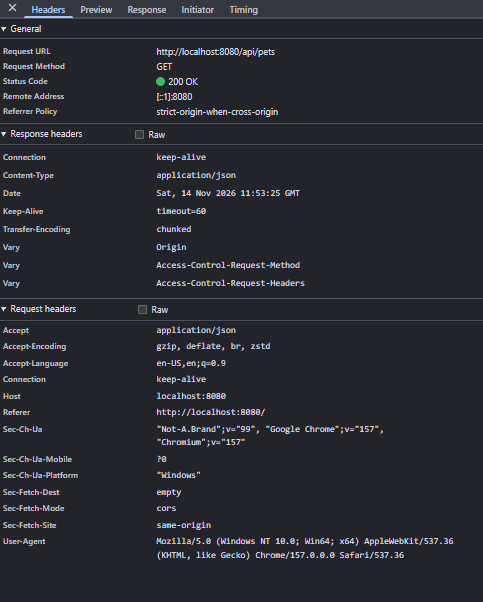 Headers Preview Response Initiator Timing
General
Request URL http://localhost:8080/api/pets
Request Method GET
Status Code 200 OK
Remote Address [::1]:8080
Referrer Policy strict-origin-when-cross-origin
Response headers Raw
Connection keep-alive
Content-Type application/json
Date Sat, 14 Nov 2026 11:53:25 GMT
Keep-Alive timeout=60
Transfer-Encoding chunked
Vary Origin
Vary Access-Control-Request-Method
Vary Access-Control-Request-Headers
Request headers Raw
Accept application/json
Accept-Encoding gzip, deflate, br, zstd
Accept-Language en-US,en;q=0.9
Connection keep-alive
Host localhost:8080
Referer http://localhost:8080/
Sec-Ch-Ua "Not-A.Brand";v="99", "Google Chrome";v="157",
"Chromium";v="157"
Sec-Ch-Ua-Mobile ?0
Sec-Ch-Ua-Platform "Windows"
Sec-Fetch-Dest empty
Sec-Fetch-Mode cors
Sec-Fetch-Site same-origin
User-Agent Mozilla/5.0 (Windows NT 10.0; Win64; x64) AppleWebKit/537.36
(KHTML, like Gecko) Chrome/157.0.0.0 Safari/537.36